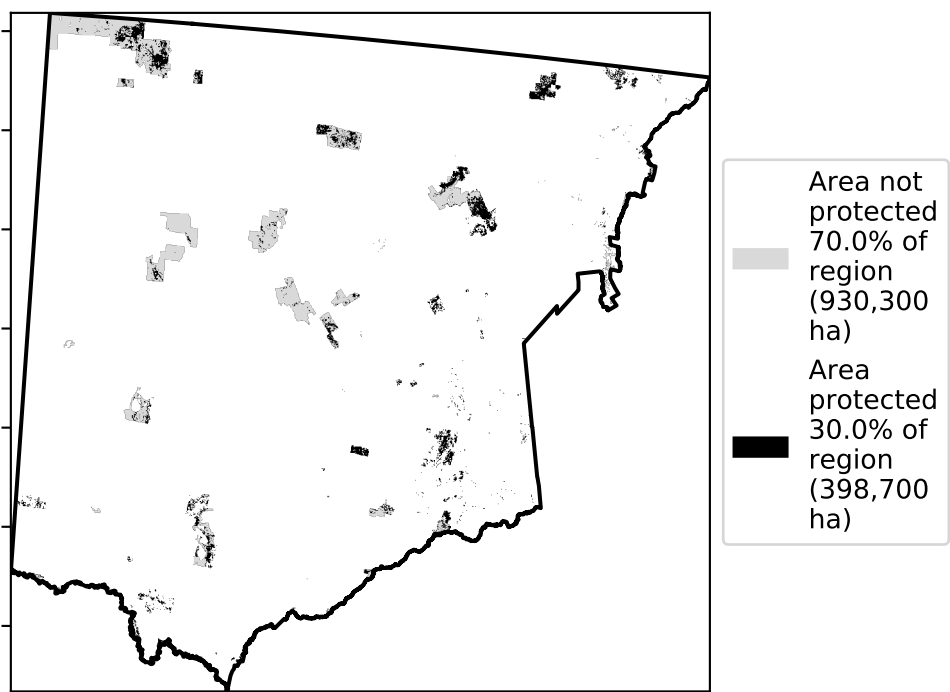 Area not
protected
70.0% of
region
(930,300
ha)
Area
protected
30.0% of
region
(398,700
ha)